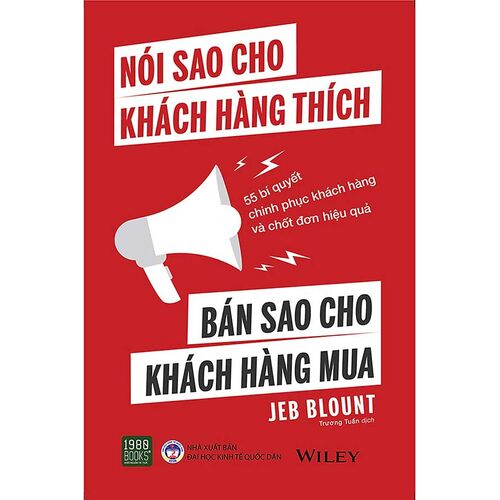 NÓI SAO CHO
KHÁCH HÀNG THÍCH
55 bí quyết
chinh phục khách hàng
và chốt đơn hiệu quả
BÁN SAO CHO
KHÁCH HÀNG MUA
JEB BLOUNT
Trương Tuấn dịch
1980
BOOKS
NHÀ XUẤT BẢN
ĐẠI HỌC KINH TẾ QUỐC DÂN
WILEY